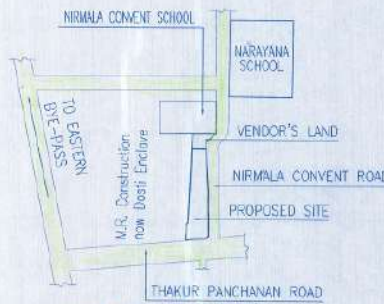 NIRMALA CONVENT SCHOOL
NARAYANA
SCHOOL
TO EASTERN
BYE-PASS
M.R. Construction
now Dosti Enclave
VENDOR'S LAND
NIRMALA CONVENT ROAD
PROPOSED SITE
THAKUR PANCHANAN ROAD